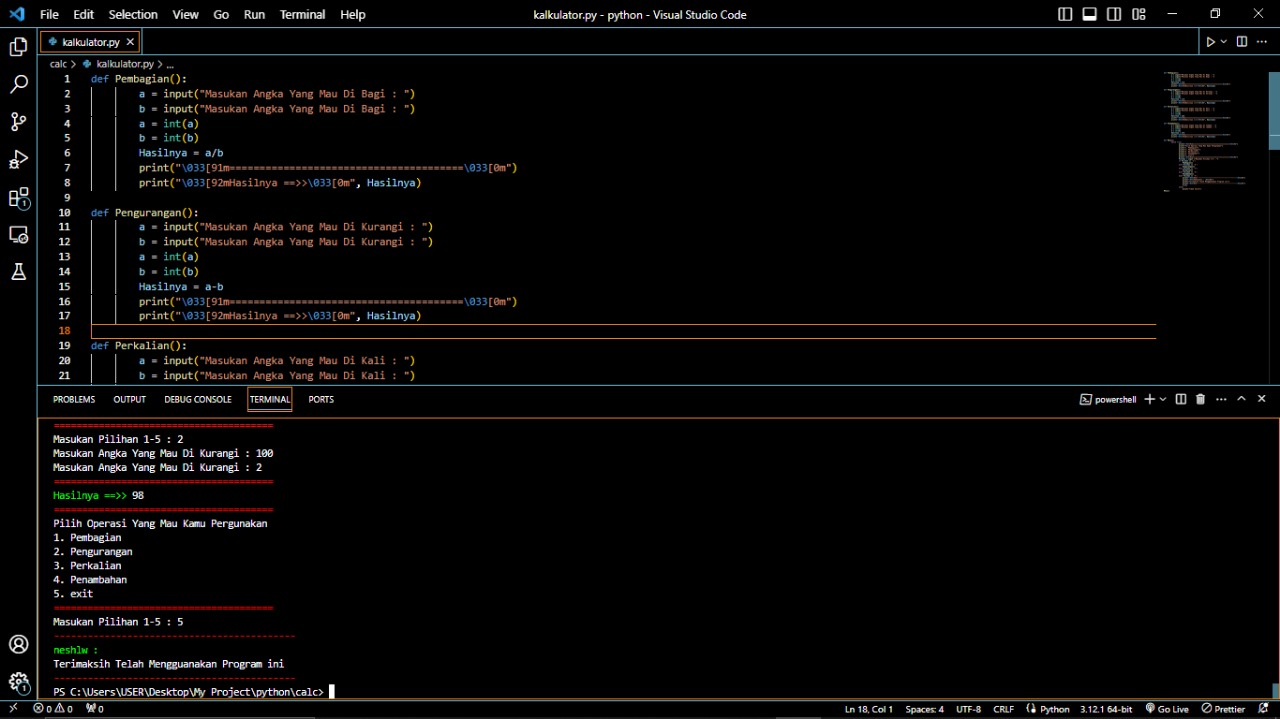 File Edit Selection View Go Run Terminal Help kalkulator.py - python - Visual Studio Code
kalkulator.py
calc > kalkulator.py > ...
1 def Pembagian():
2 a = input("Masukan Angka Yang Mau Di Bagi : ")
3 b = input("Masukan Angka Yang Mau Di Bagi : ")
4 a = int(a)
5 b = int(b)
6 Hasilnya = a/b
7 print("\033[91m=======================================\033[0m")
8 print("\033[92mHasilnya ==>>\033[0m", Hasilnya)
9
10 def Pengurangan():
11 a = input("Masukan Angka Yang Mau Di Kurangi : ")
12 b = input("Masukan Angka Yang Mau Di Kurangi : ")
13 a = int(a)
14 b = int(b)
15 Hasilnya = a-b
16 print("\033[91m=======================================\033[0m")
17 print("\033[92mHasilnya ==>>\033[0m", Hasilnya)
18
19 def Perkalian():
20 a = input("Masukan Angka Yang Mau Di Kali : ")
21 b = input("Masukan Angka Yang Mau Di Kali : ")
PROBLEMS OUTPUT DEBUG CONSOLE TERMINAL PORTS powershell
=======================================
Masukan Pilihan 1-5 : 2
Masukan Angka Yang Mau Di Kurangi : 100
Masukan Angka Yang Mau Di Kurangi : 2
=======================================
Hasilnya ==>> 98
=======================================
Pilih Operasi Yang Mau Kamu Pergunakan
1. Pembagian
2. Pengurangan
3. Perkalian
4. Penambahan
5. exit
=======================================
Masukan Pilihan 1-5 : 5
-------------------------------------------
neshlw :
Terimaksih Telah Mengguanakan Program ini
-------------------------------------------
PS C:\Users\USER\Desktop\My Project\python\calc>
0 0 0 Ln 18, Col 1 Spaces: 4 UTF-8 CRLF Python 3.12.1 64-bit Go Live Prettier